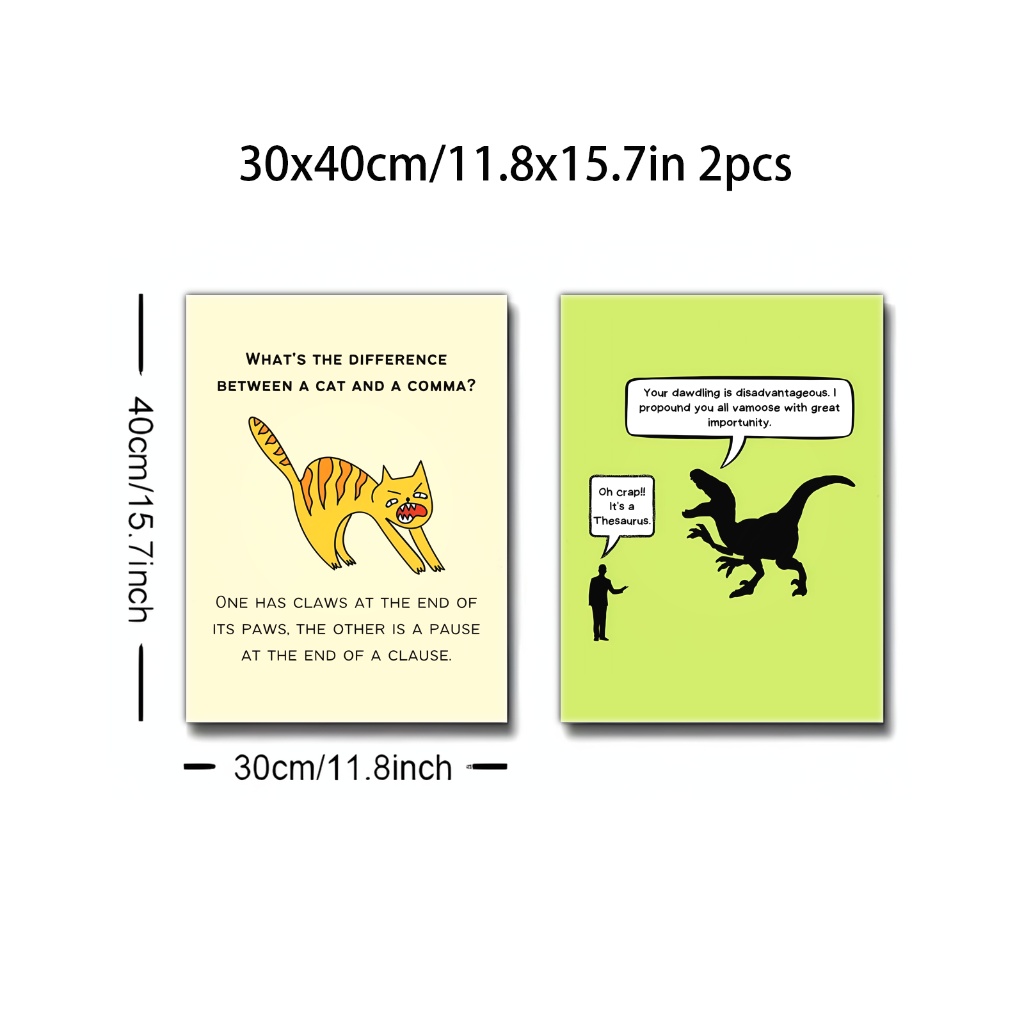 30x40cm/11.8x15.7in 2pcs
40cm/15.7inch
WHAT'S THE DIFFERENCE
BETWEEN A CAT AND A COMMA?
ONE HAS CLAWS AT THE END OF
ITS PAWS, THE OTHER IS A PAUSE
AT THE END OF A CLAUSE.
Your dawdling is disadvantageous. I
propound you all vamoose with great
importunity.
Oh crap!!
It's a
Thesaurus.
30cm/11.8inch